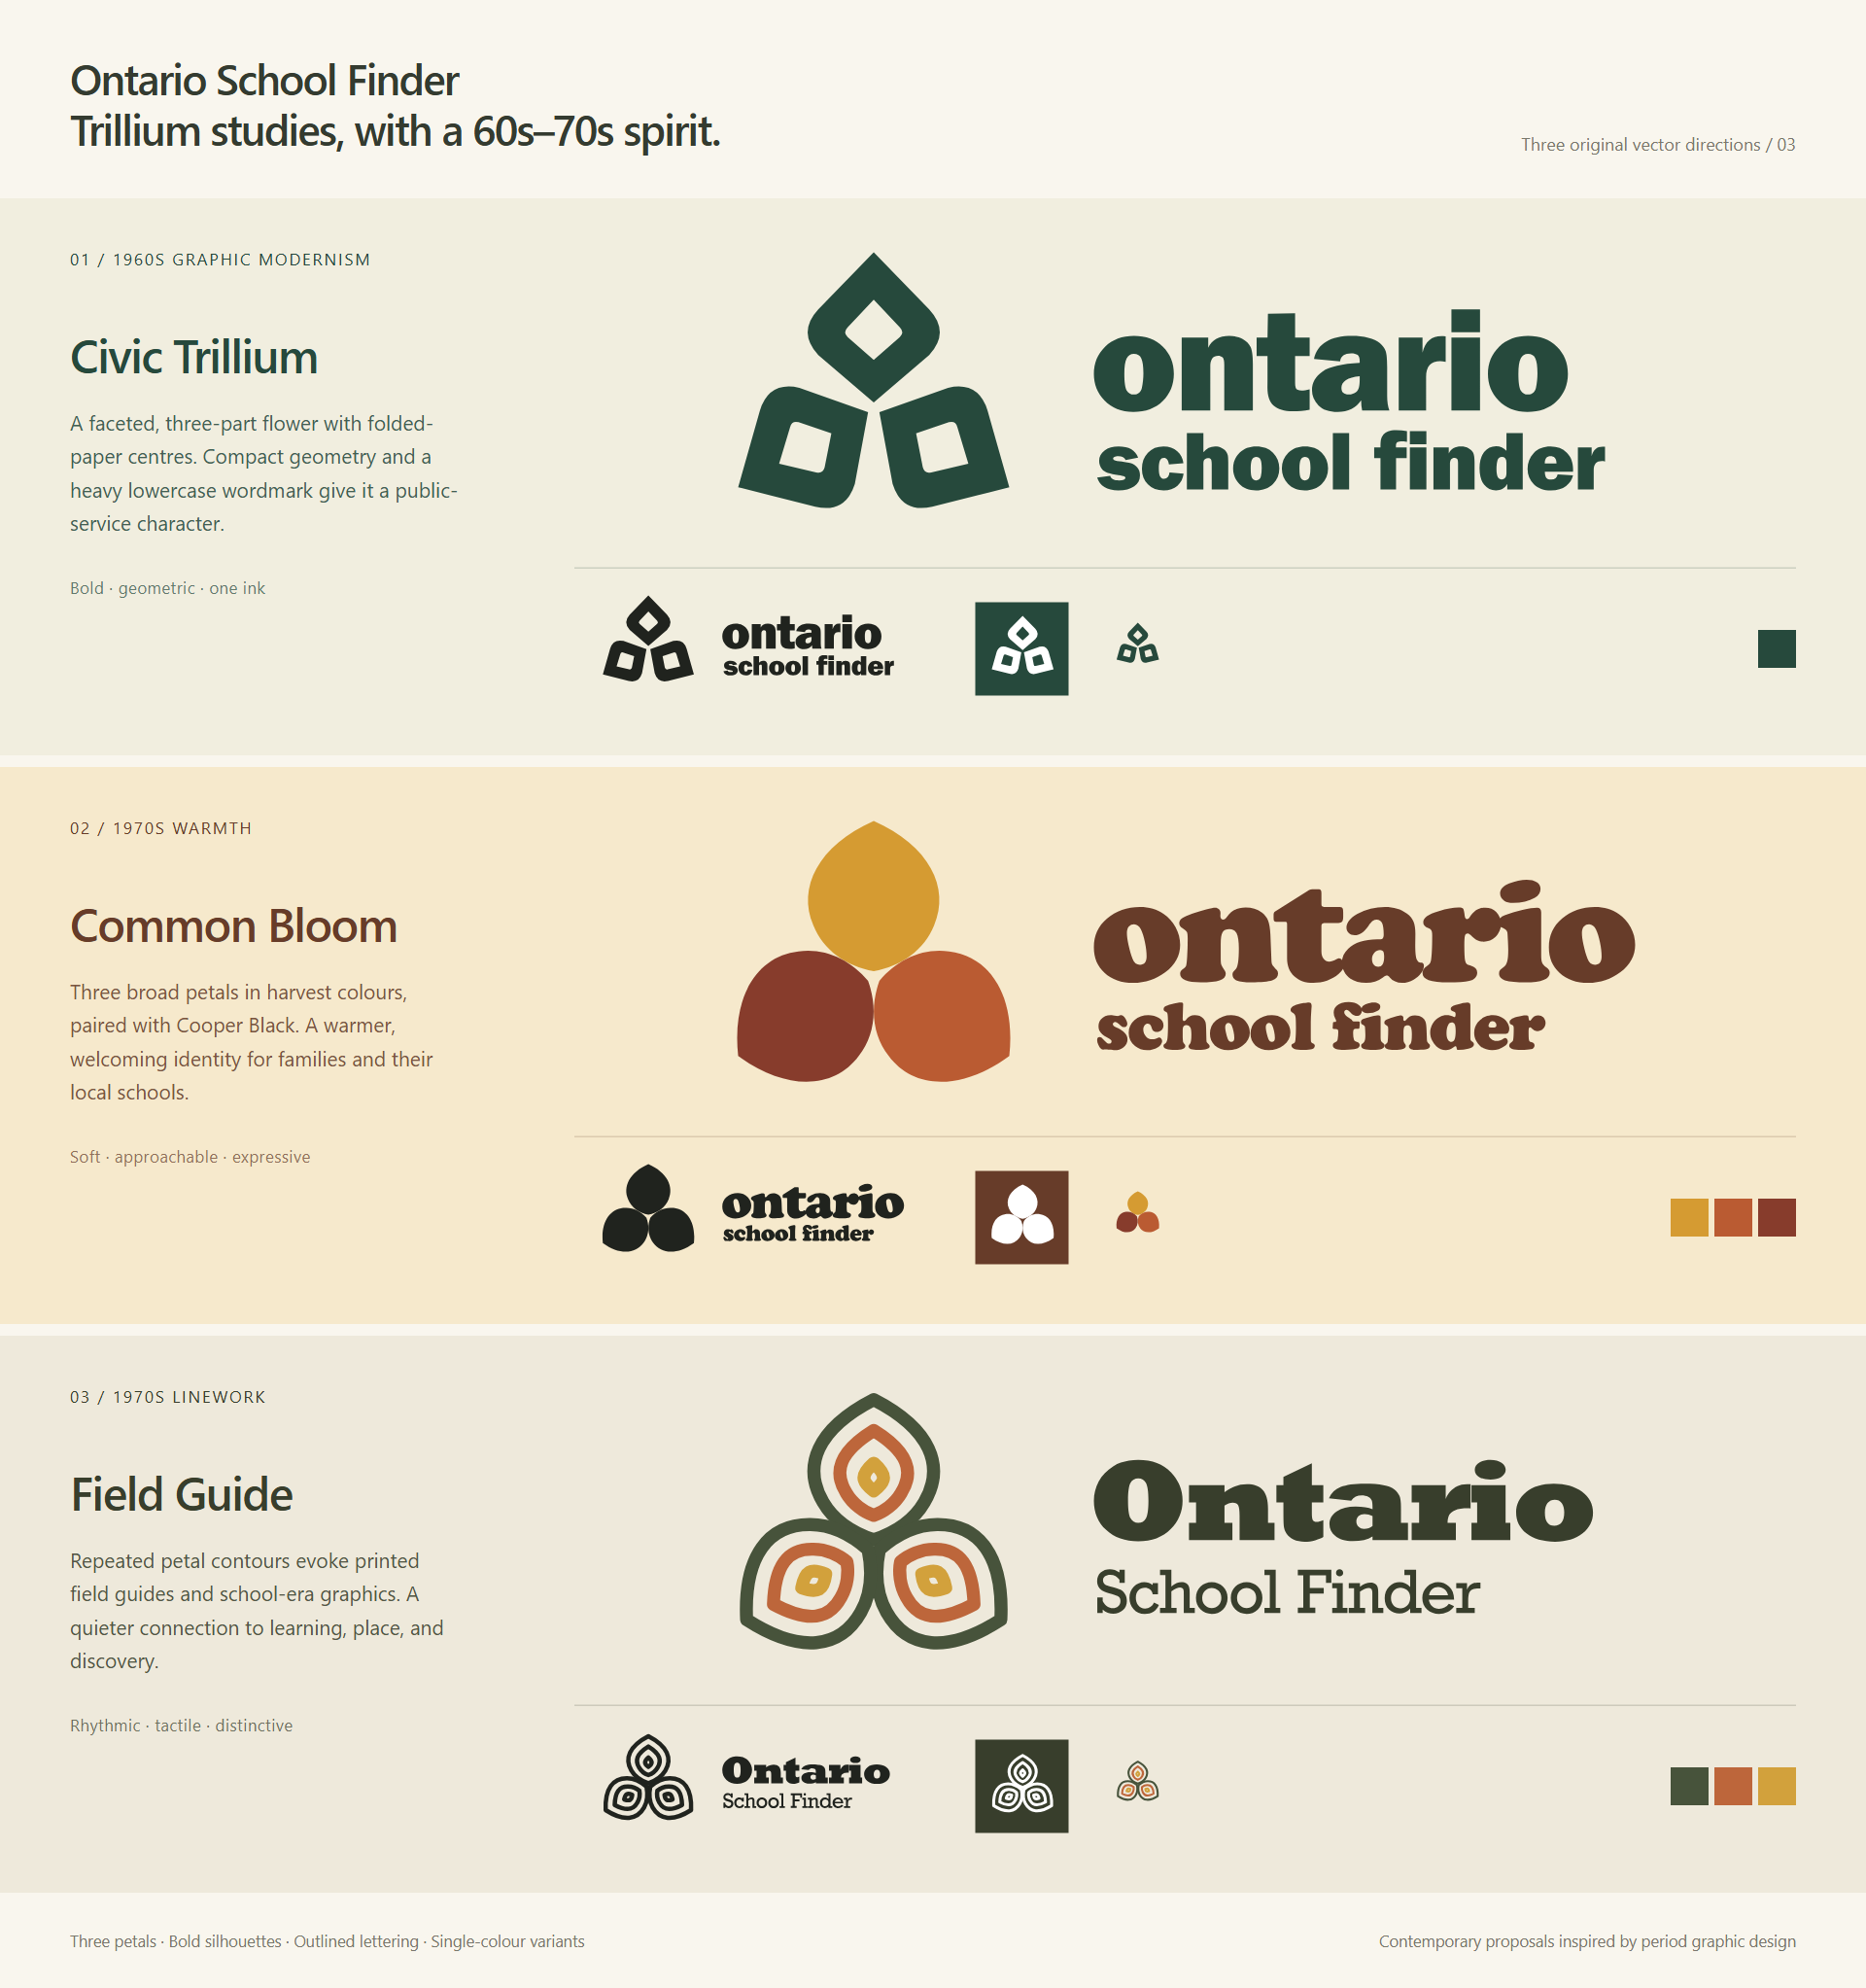 Ontario School Finder
Trillium studies, with a 60s–70s spirit.
Three original vector directions / 03
01 / 1960S GRAPHIC MODERNISM
Civic Trillium
A faceted, three-part flower with folded-
paper centres. Compact geometry and a
heavy lowercase wordmark give it a public-
service character.
Bold · geometric · one ink
ontario
school finder
ontario
school finder
02 / 1970S WARMTH
Common Bloom
Three broad petals in harvest colours,
paired with Cooper Black. A warmer,
welcoming identity for families and their
local schools.
Soft · approachable · expressive
ontario
school finder
ontario
school finder
03 / 1970S LINEWORK
Field Guide
Repeated petal contours evoke printed
field guides and school-era graphics. A
quieter connection to learning, place, and
discovery.
Rhythmic · tactile · distinctive
Ontario
School Finder
Ontario
School Finder
Three petals · Bold silhouettes · Outlined lettering · Single-colour variants
Contemporary proposals inspired by period graphic design